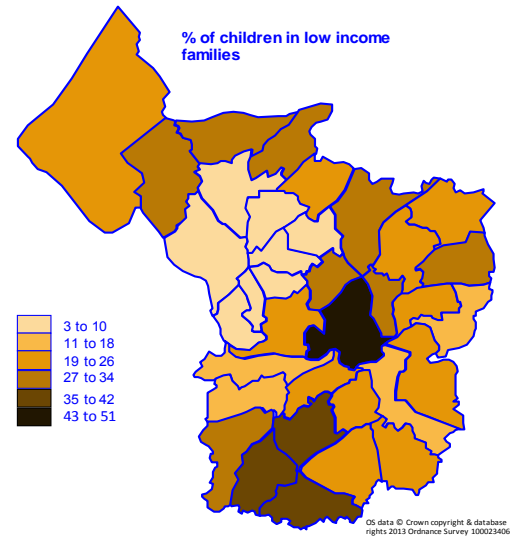 % of children in low income
families
3 to 10
11 to 18
19 to 26
27 to 34
35 to 42
43 to 51
OS data © Crown copyright & database
rights 2013 Ordnance Survey 100023406